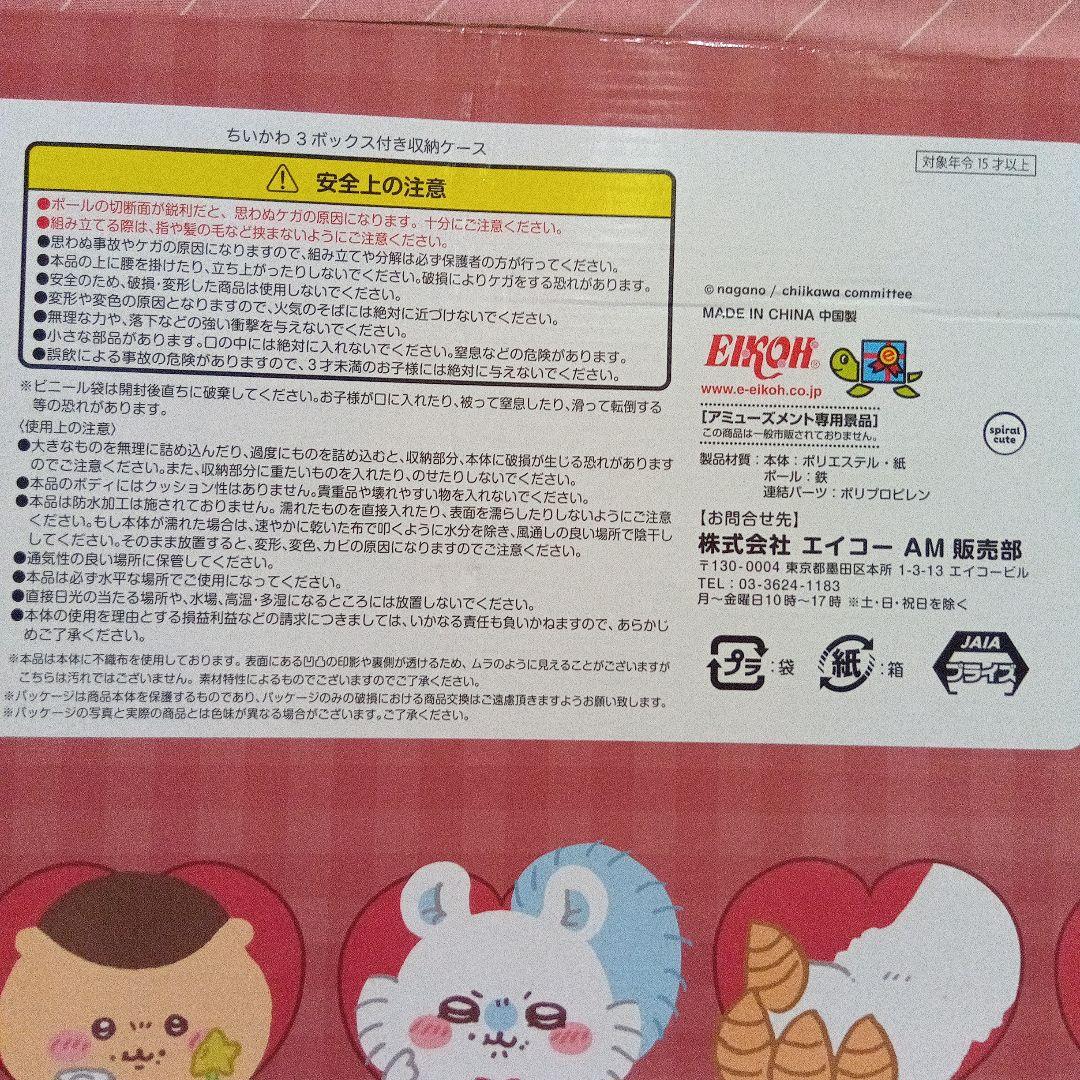 ちいかわ 3ボックス付き収納ケース
対象年令15才以上
安全上の注意
●ポールの切断面が鋭利だと、思わぬケガの原因になります。十分にご注意ください。
●組み立てる際は、指や髪の毛など挟まないようにご注意ください。
●思わぬ事故やケガの原因になりますので、組み立てや分解は必ず保護者の方が行ってください。
●本品の上に腰を掛けたり、立ち上がったりしないでください。破損によりケガをする恐れがあります。
●安全のため、破損・変形した商品は使用しないでください。
●変形や変色の原因となりますので、火気のそばには絶対に近づけないでください。
●無理な力や、落下などの強い衝撃を与えないでください。
●小さな部品があります。口の中には絶対に入れないでください。窒息などの危険があります。
●誤飲による事故の危険がありますので、3才未満のお子様には絶対に与えないでください。
※ビニール袋は開封後直ちに破棄してください。お子様が口に入れたり、被って窒息したり、滑って転倒する
等の恐れがあります。
〈使用上の注意〉
●大きなものを無理に詰め込んだり、過度にものを詰め込むと、収納部分、本体に破損が生じる恐れがあります
のでご注意ください。また、収納部分に重たいものを入れたり、のせたりしないでください。
●本品のボディにはクッション性はありません。貴重品や壊れやすい物を入れないでください。
●本品は防水加工は施されておりません。濡れたものを直接入れたり、表面を濡らしたりしないようにご注意
ください。もし本体が濡れた場合は、速やかに乾いた布で叩くように水分を除き、風通しの良い場所で陰干し
してください。そのまま放置すると、変形、変色、カビの原因になりますのでご注意ください。
●通気性の良い場所に保管してください。
●本品は必ず水平な場所でご使用になってください。
●直接日光の当たる場所や、水場、高温・多湿になるところには放置しないでください。
●本体の使用を理由とする損益利益などの請求につきましては、いかなる責任も負いかねますので、あらかじ
めご了承ください。
※本品は本体に不織布を使用しております。表面にある凹凸の印影や裏側が透けるため、ムラのように見えることがございますが
こちらは汚れではございません。素材特性によるものでございますのでご了承ください。
※パッケージは商品本体を保護するものであり、パッケージのみの破損における商品交換はご遠慮頂きますようお願い致します。
※パッケージの写真と実際の商品とは色味が異なる場合がございます。ご了承ください。
© nagano / chiikawa committee
MADE IN CHINA 中国製
EIKOH®
e
www.e-eikoh.co.jp
[アミューズメント専用景品]
この商品は一般市販されておりません。
spiral
cute
製品材質：本体：ポリエステル・紙
ポール：鉄
連結パーツ：ポリプロピレン
【お問合せ先】
株式会社 エイコー AM 販売部
〒130-0004 東京都墨田区本所 1-3-13 エイコービル
TEL：03-3624-1183
月～金曜日10時～17時 ※土・日・祝日を除く
プラ：袋
紙：箱
JAIA
プライズ